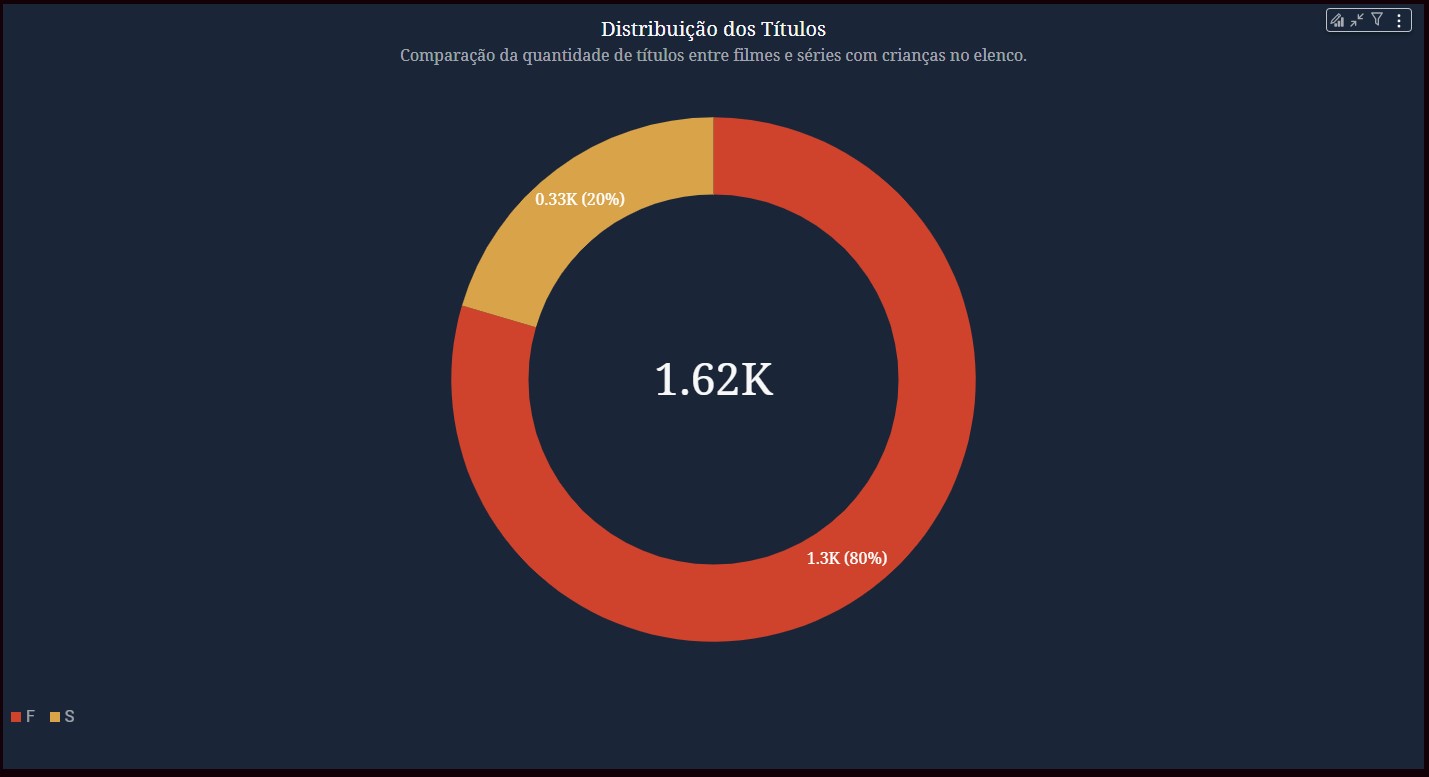 Distribuição dos Títulos
Comparação da quantidade de títulos entre filmes e séries com crianças no elenco.
0.33K (20%)
1.62K
1.3K (80%)
F S